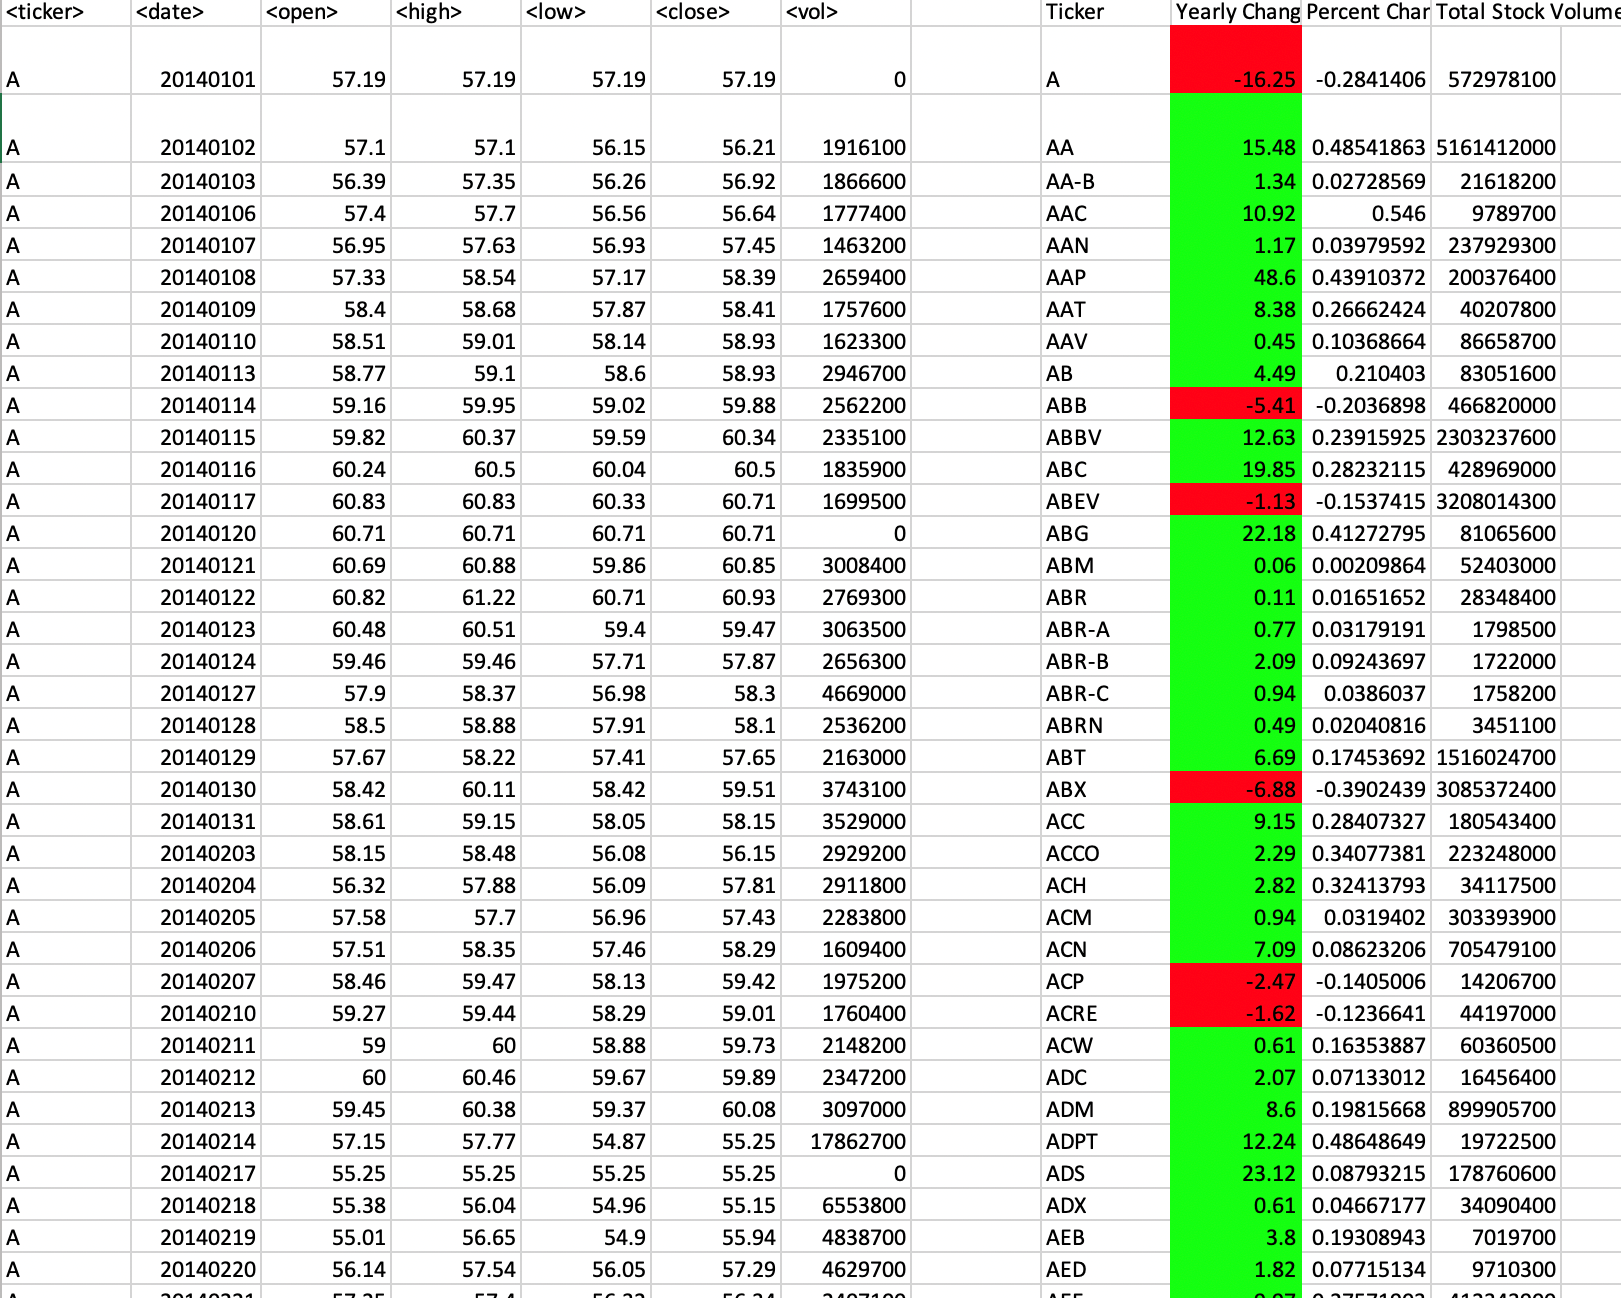 <ticker> <date> <open> <high> <low> <close> <vol> Ticker Yearly Chang Percent Char Total Stock Volume
A 20140101 57.19 57.19 57.19 57.19 0 A -16.25 -0.2841406 572978100
A 20140102 57.1 57.1 56.15 56.21 1916100 AA 15.48 0.48541863 5161412000
A 20140103 56.39 57.35 56.26 56.92 1866600 AA-B 1.34 0.02728569 21618200
A 20140106 57.4 57.7 56.56 56.64 1777400 AAC 10.92 0.546 9789700
A 20140107 56.95 57.63 56.93 57.45 1463200 AAN 1.17 0.03979592 237929300
A 20140108 57.33 58.54 57.17 58.39 2659400 AAP 48.6 0.43910372 200376400
A 20140109 58.4 58.68 57.87 58.41 1757600 AAT 8.38 0.26662424 40207800
A 20140110 58.51 59.01 58.14 58.93 1623300 AAV 0.45 0.10368664 86658700
A 20140113 58.77 59.1 58.6 58.93 2946700 AB 4.49 0.210403 83051600
A 20140114 59.16 59.95 59.02 59.88 2562200 ABB -5.41 -0.2036898 466820000
A 20140115 59.82 60.37 59.59 60.34 2335100 ABBV 12.63 0.23915925 2303237600
A 20140116 60.24 60.5 60.04 60.5 1835900 ABC 19.85 0.28232115 428969000
A 20140117 60.83 60.83 60.33 60.71 1699500 ABEV -1.13 -0.1537415 3208014300
A 20140120 60.71 60.71 60.71 60.71 0 ABG 22.18 0.41272795 81065600
A 20140121 60.69 60.88 59.86 60.85 3008400 ABM 0.06 0.00209864 52403000
A 20140122 60.82 61.22 60.71 60.93 2769300 ABR 0.11 0.01651652 28348400
A 20140123 60.48 60.51 59.4 59.47 3063500 ABR-A 0.77 0.03179191 1798500
A 20140124 59.46 59.46 57.71 57.87 2656300 ABR-B 2.09 0.09243697 1722000
A 20140127 57.9 58.37 56.98 58.3 4669000 ABR-C 0.94 0.0386037 1758200
A 20140128 58.5 58.88 57.91 58.1 2536200 ABRN 0.49 0.02040816 3451100
A 20140129 57.67 58.22 57.41 57.65 2163000 ABT 6.69 0.17453692 1516024700
A 20140130 58.42 60.11 58.42 59.51 3743100 ABX -6.88 -0.3902439 3085372400
A 20140131 58.61 59.15 58.05 58.15 3529000 ACC 9.15 0.28407327 180543400
A 20140203 58.15 58.48 56.08 56.15 2929200 ACCO 2.29 0.34077381 223248000
A 20140204 56.32 57.88 56.09 57.81 2911800 ACH 2.82 0.32413793 34117500
A 20140205 57.58 57.7 56.96 57.43 2283800 ACM 0.94 0.0319402 303393900
A 20140206 57.51 58.35 57.46 58.29 1609400 ACN 7.09 0.08623206 705479100
A 20140207 58.46 59.47 58.13 59.42 1975200 ACP -2.47 -0.1405006 14206700
A 20140210 59.27 59.44 58.29 59.01 1760400 ACRE -1.62 -0.1236641 44197000
A 20140211 59 60 58.88 59.73 2148200 ACW 0.61 0.16353887 60360500
A 20140212 60 60.46 59.67 59.89 2347200 ADC 2.07 0.07133012 16456400
A 20140213 59.45 60.38 59.37 60.08 3097000 ADM 8.6 0.19815668 899905700
A 20140214 57.15 57.77 54.87 55.25 17862700 ADPT 12.24 0.48648649 19722500
A 20140217 55.25 55.25 55.25 55.25 0 ADS 23.12 0.08793215 178760600
A 20140218 55.38 56.04 54.96 55.15 6553800 ADX 0.61 0.04667177 34090400
A 20140219 55.01 56.65 54.9 55.94 4838700 AEB 3.8 0.19308943 7019700
A 20140220 56.14 57.54 56.05 57.29 4629700 AED 1.82 0.07715134 9710300